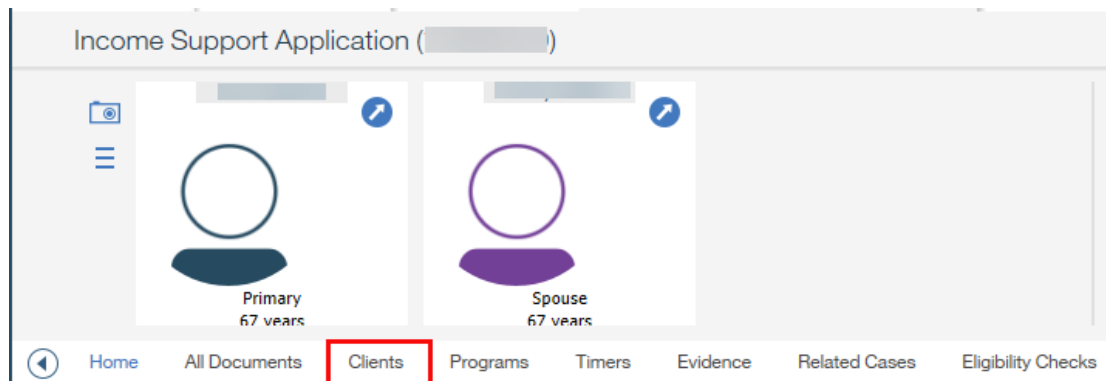 Income Support Application ( )
Primary
67 years
Spouse
67 years
Home All Documents Clients Programs Timers Evidence Related Cases Eligibility Checks